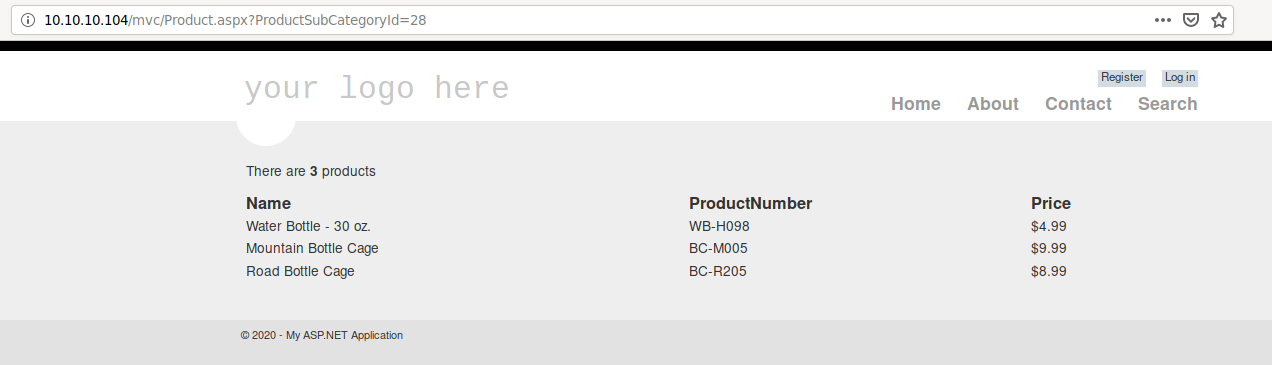 10.10.10.104/mvc/Product.aspx?ProductSubCategoryId=28
Register Log in
your logo here
Home About Contact Search
There are 3 products
Name ProductNumber Price
Water Bottle - 30 oz. WB-H098 $4.99
Mountain Bottle Cage BC-M005 $9.99
Road Bottle Cage BC-R205 $8.99
© 2020 - My ASP.NET Application